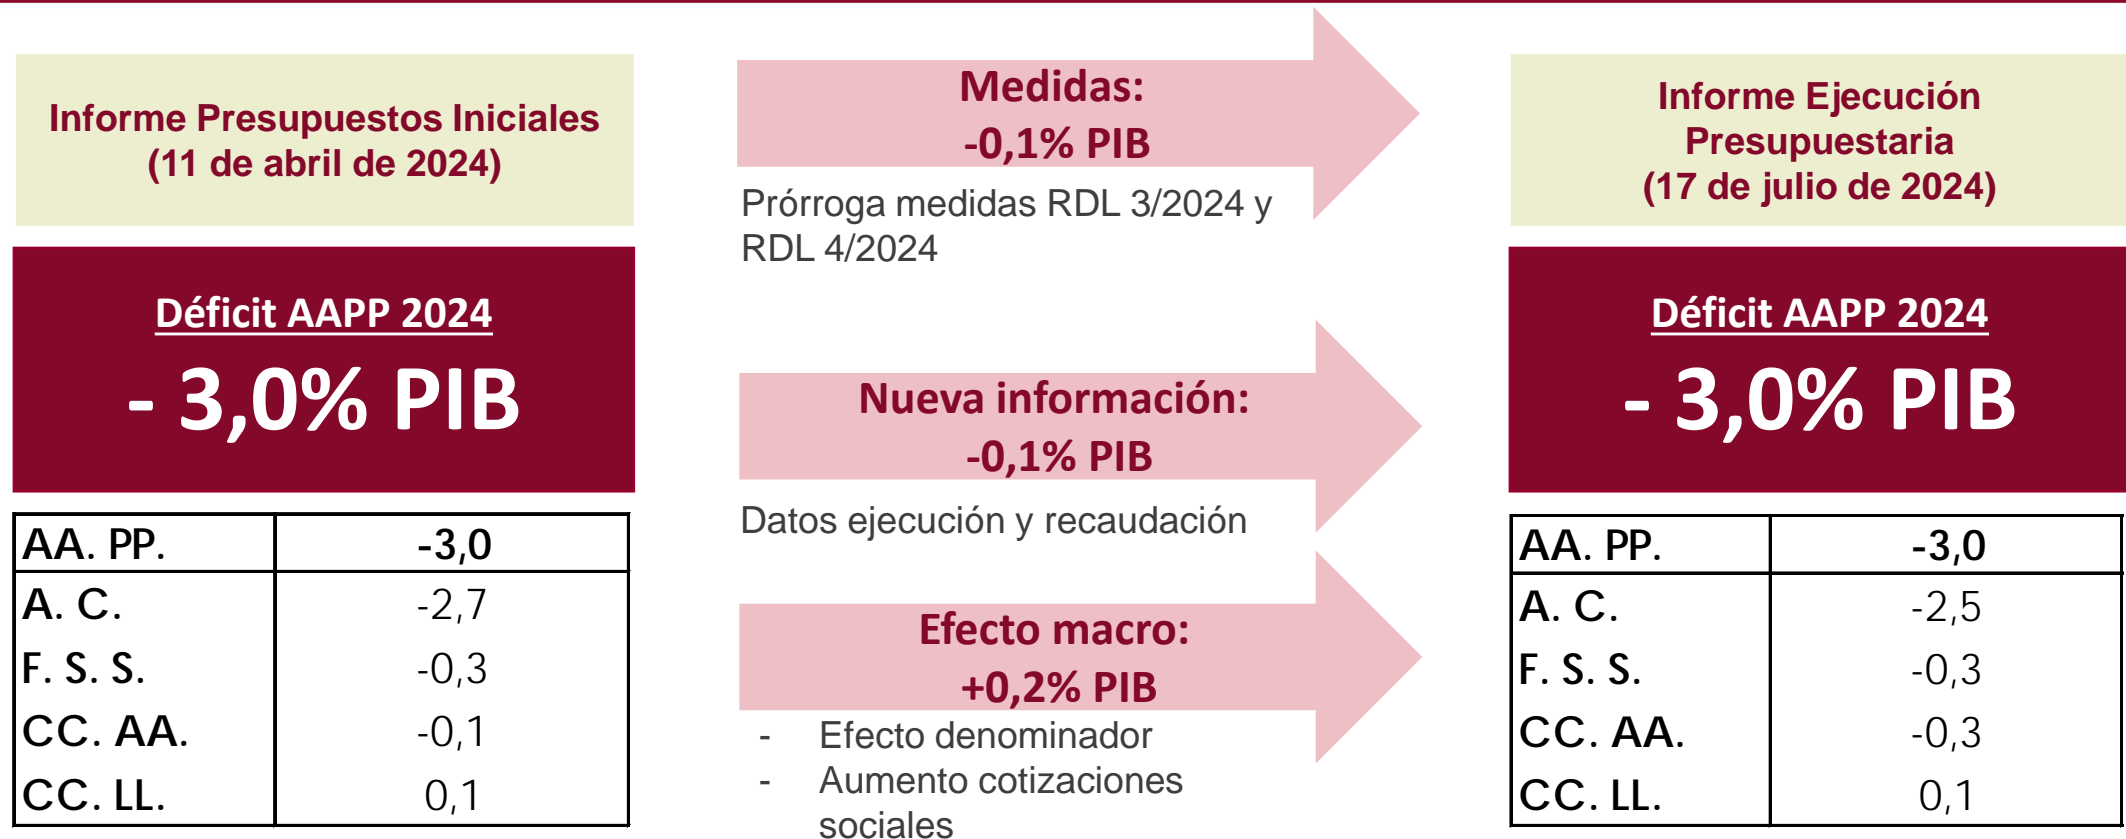 Informe Presupuestos Iniciales
(11 de abril de 2024)
Déficit AAPP 2024
- 3,0% PIB
AA. PP. -3,0
A. C. -2,7
F. S. S. -0,3
CC. AA. -0,1
CC. LL. 0,1
Medidas:
-0,1% PIB
Prórroga medidas RDL 3/2024 y
RDL 4/2024
Nueva información:
-0,1% PIB
Datos ejecución y recaudación
Efecto macro:
+0,2% PIB
- Efecto denominador
- Aumento cotizaciones
sociales
Informe Ejecución
Presupuestaria
(17 de julio de 2024)
Déficit AAPP 2024
- 3,0% PIB
AA. PP. -3,0
A. C. -2,5
F. S. S. -0,3
CC. AA. -0,3
CC. LL. 0,1